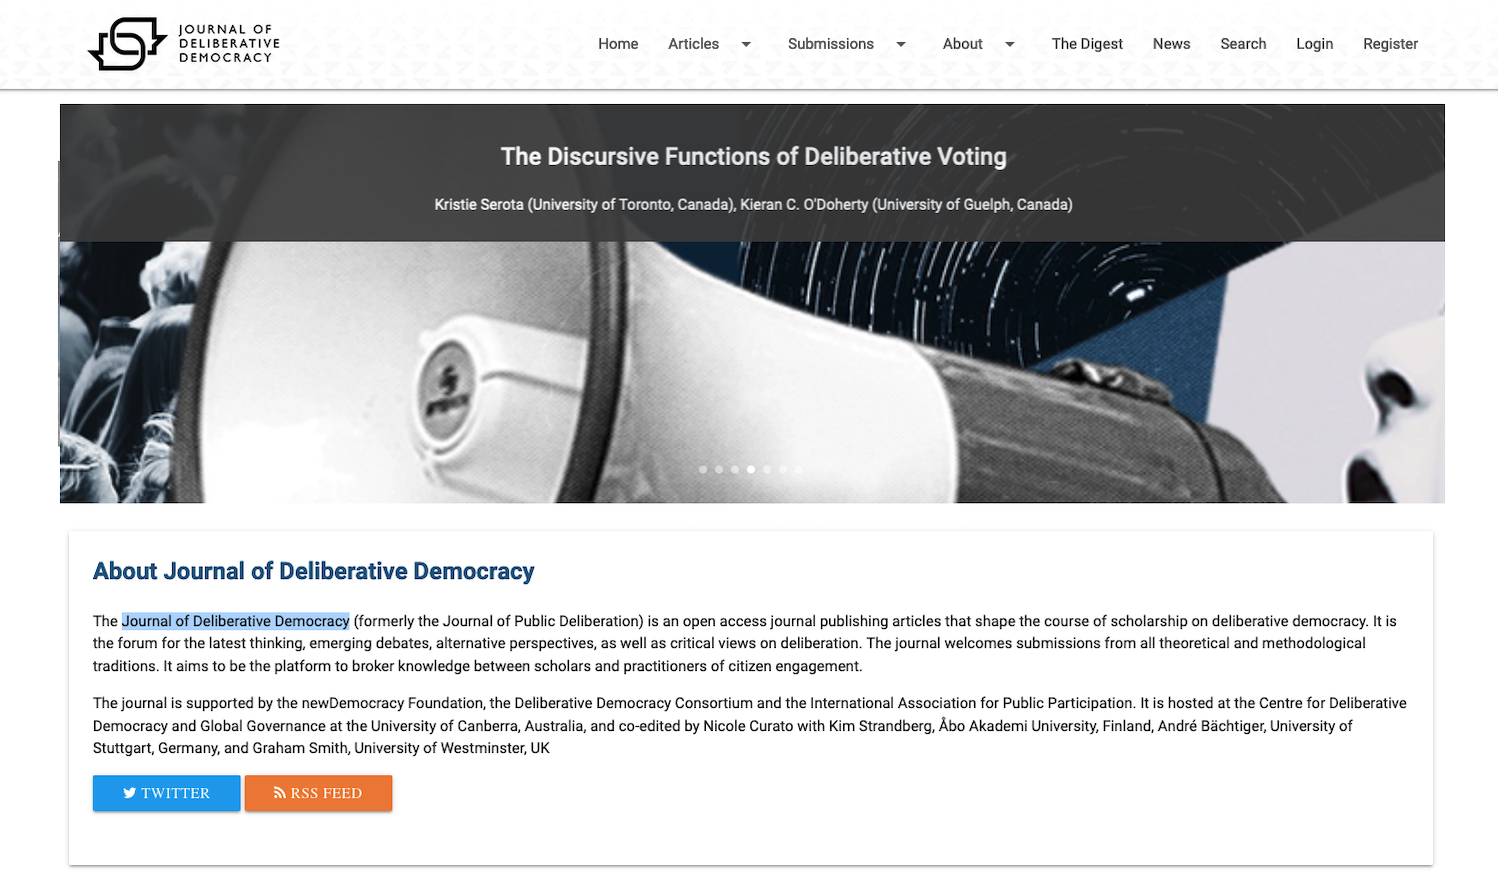 JOURNAL OF
DELIBERATIVE
DEMOCRACY
Home Articles Submissions About The Digest News Search Login Register
The Discursive Functions of Deliberative Voting
Kristie Serota (University of Toronto, Canada), Kieran C. O'Doherty (University of Guelph, Canada)
About Journal of Deliberative Democracy
The Journal of Deliberative Democracy (formerly the Journal of Public Deliberation) is an open access journal publishing articles that shape the course of scholarship on deliberative democracy. It is
the forum for the latest thinking, emerging debates, alternative perspectives, as well as critical views on deliberation. The journal welcomes submissions from all theoretical and methodological
traditions. It aims to be the platform to broker knowledge between scholars and practitioners of citizen engagement.
The journal is supported by the newDemocracy Foundation, the Deliberative Democracy Consortium and the International Association for Public Participation. It is hosted at the Centre for Deliberative
Democracy and Global Governance at the University of Canberra, Australia, and co-edited by Nicole Curato with Kim Strandberg, Åbo Akademi University, Finland, André Bächtiger, University of
Stuttgart, Germany, and Graham Smith, University of Westminster, UK
TWITTER RSS FEED